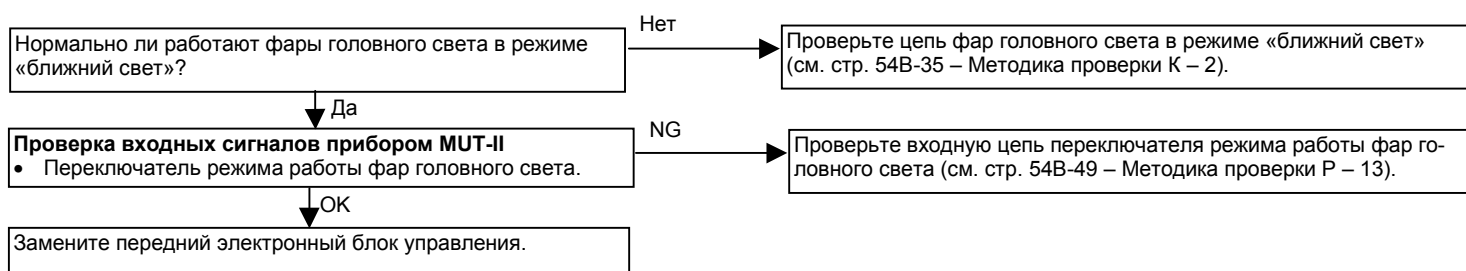 Нормально ли работают фары головного света в режиме
«ближний свет»?
Нет
Проверьте цепь фар головного света в режиме «ближний свет»
(см. стр. 54В-35 – Методика проверки К – 2).
Да
Проверка входных сигналов прибором MUT-II
• Переключатель режима работы фар головного света.
NG
Проверьте входную цепь переключателя режима работы фар го-
ловного света (см. стр. 54В-49 – Методика проверки Р – 13).
OK
Замените передний электронный блок управления.